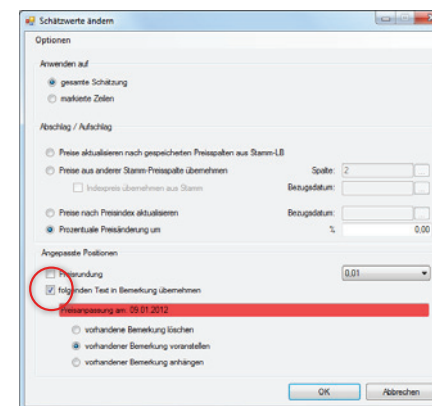 Schätzwerte ändern
Optionen
Anwenden auf
gesamte Schätzung
markierte Zeilen
Abschlag / Aufschlag
Preise aktualisieren nach gespeicherten Preisspalten aus Stamm-LB
Preise aus anderer Stamm-Preisspalte übernehmen Spalte: 2 ...
Indexpreis übernehmen aus Stamm Bezugsdatum: ...
Preise nach Preisindex aktualisieren Bezugsdatum: ...
Prozentuale Preisänderung um % 0,00
Angepasste Positionen
Preisrundung 0,01
folgenden Text in Bemerkung übernehmen
Preisanpassung am: 09.01.2012
vorhandene Bemerkung löschen
vorhandener Bemerkung voranstellen
vorhandener Bemerkung anhängen
OK Abbrechen